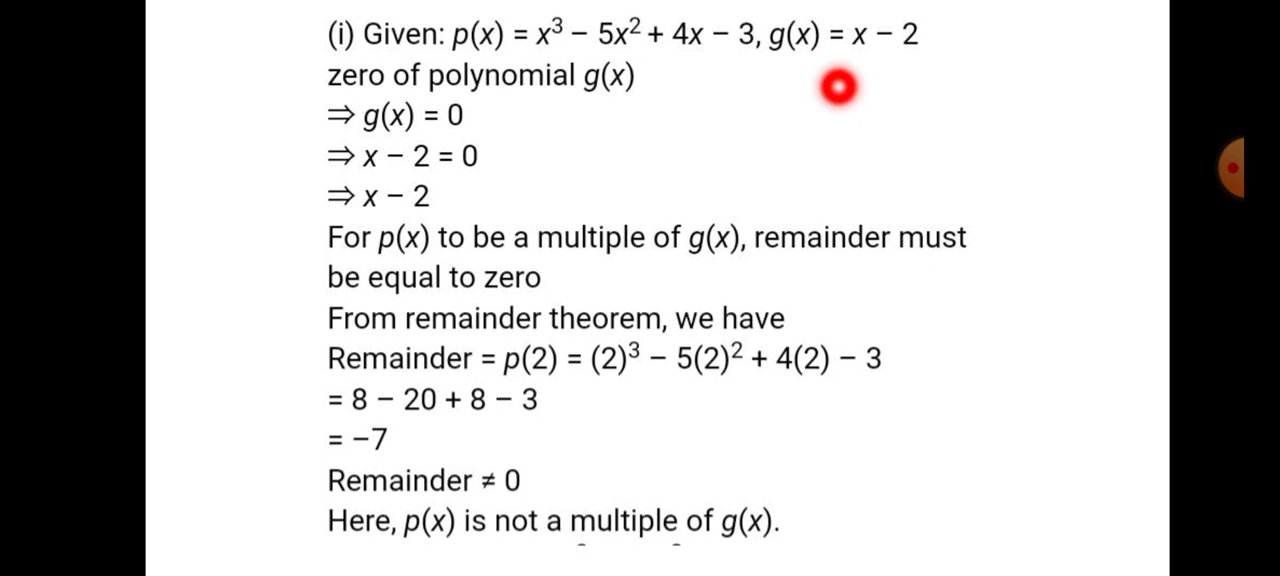 (i) Given: p(x) = x³ – 5x² + 4x – 3, g(x) = x – 2
zero of polynomial g(x)
⇒ g(x) = 0
⇒ x – 2 = 0
⇒ x – 2
For p(x) to be a multiple of g(x), remainder must
be equal to zero
From remainder theorem, we have
Remainder = p(2) = (2)³ – 5(2)² + 4(2) – 3
= 8 – 20 + 8 – 3
= –7
Remainder ≠ 0
Here, p(x) is not a multiple of g(x).